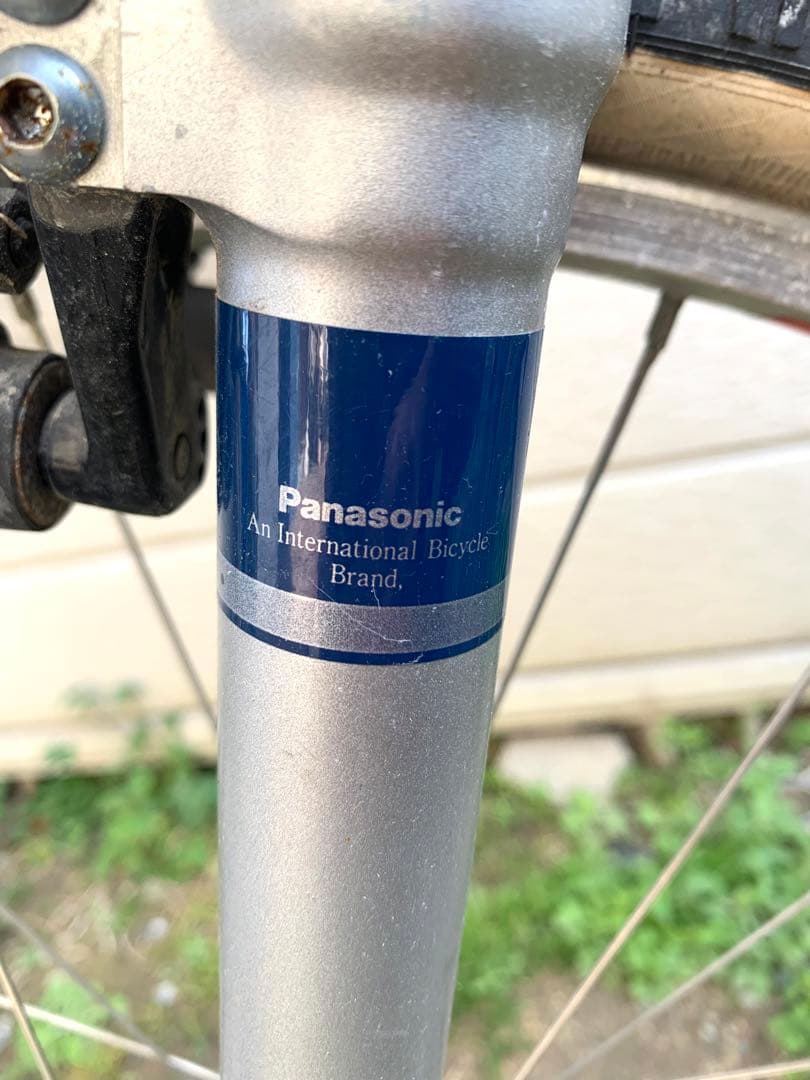 Panasonic
An International Bicycle
Brand,